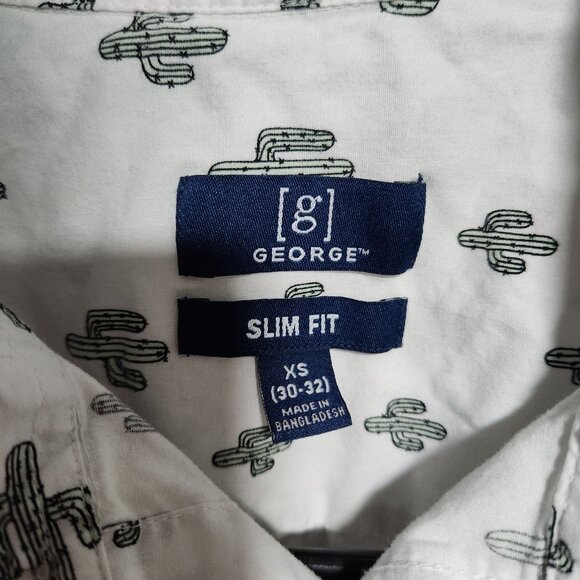 [g]
GEORGE™
SLIM FIT
XS
(30-32)
MADE IN
BANGLADESH